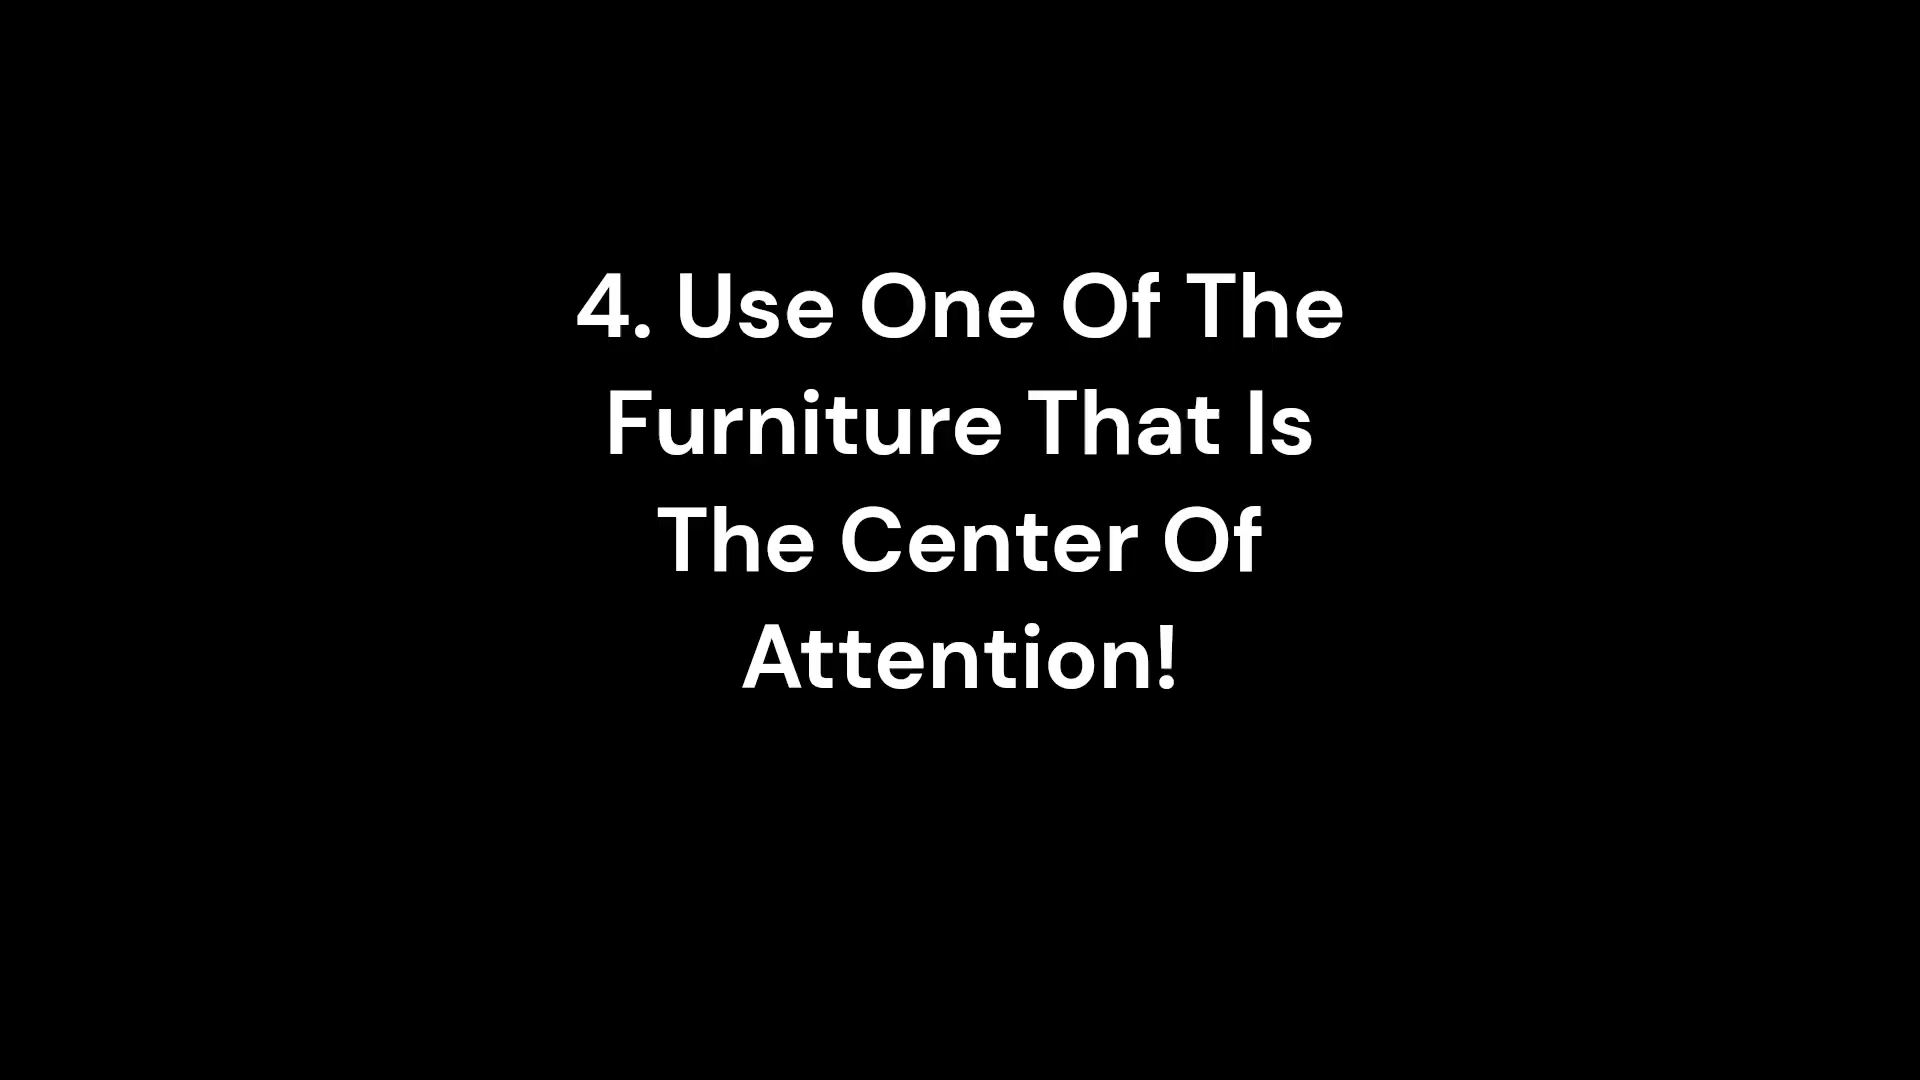 4. Use One Of The
Furniture That Is
The Center Of
Attention!